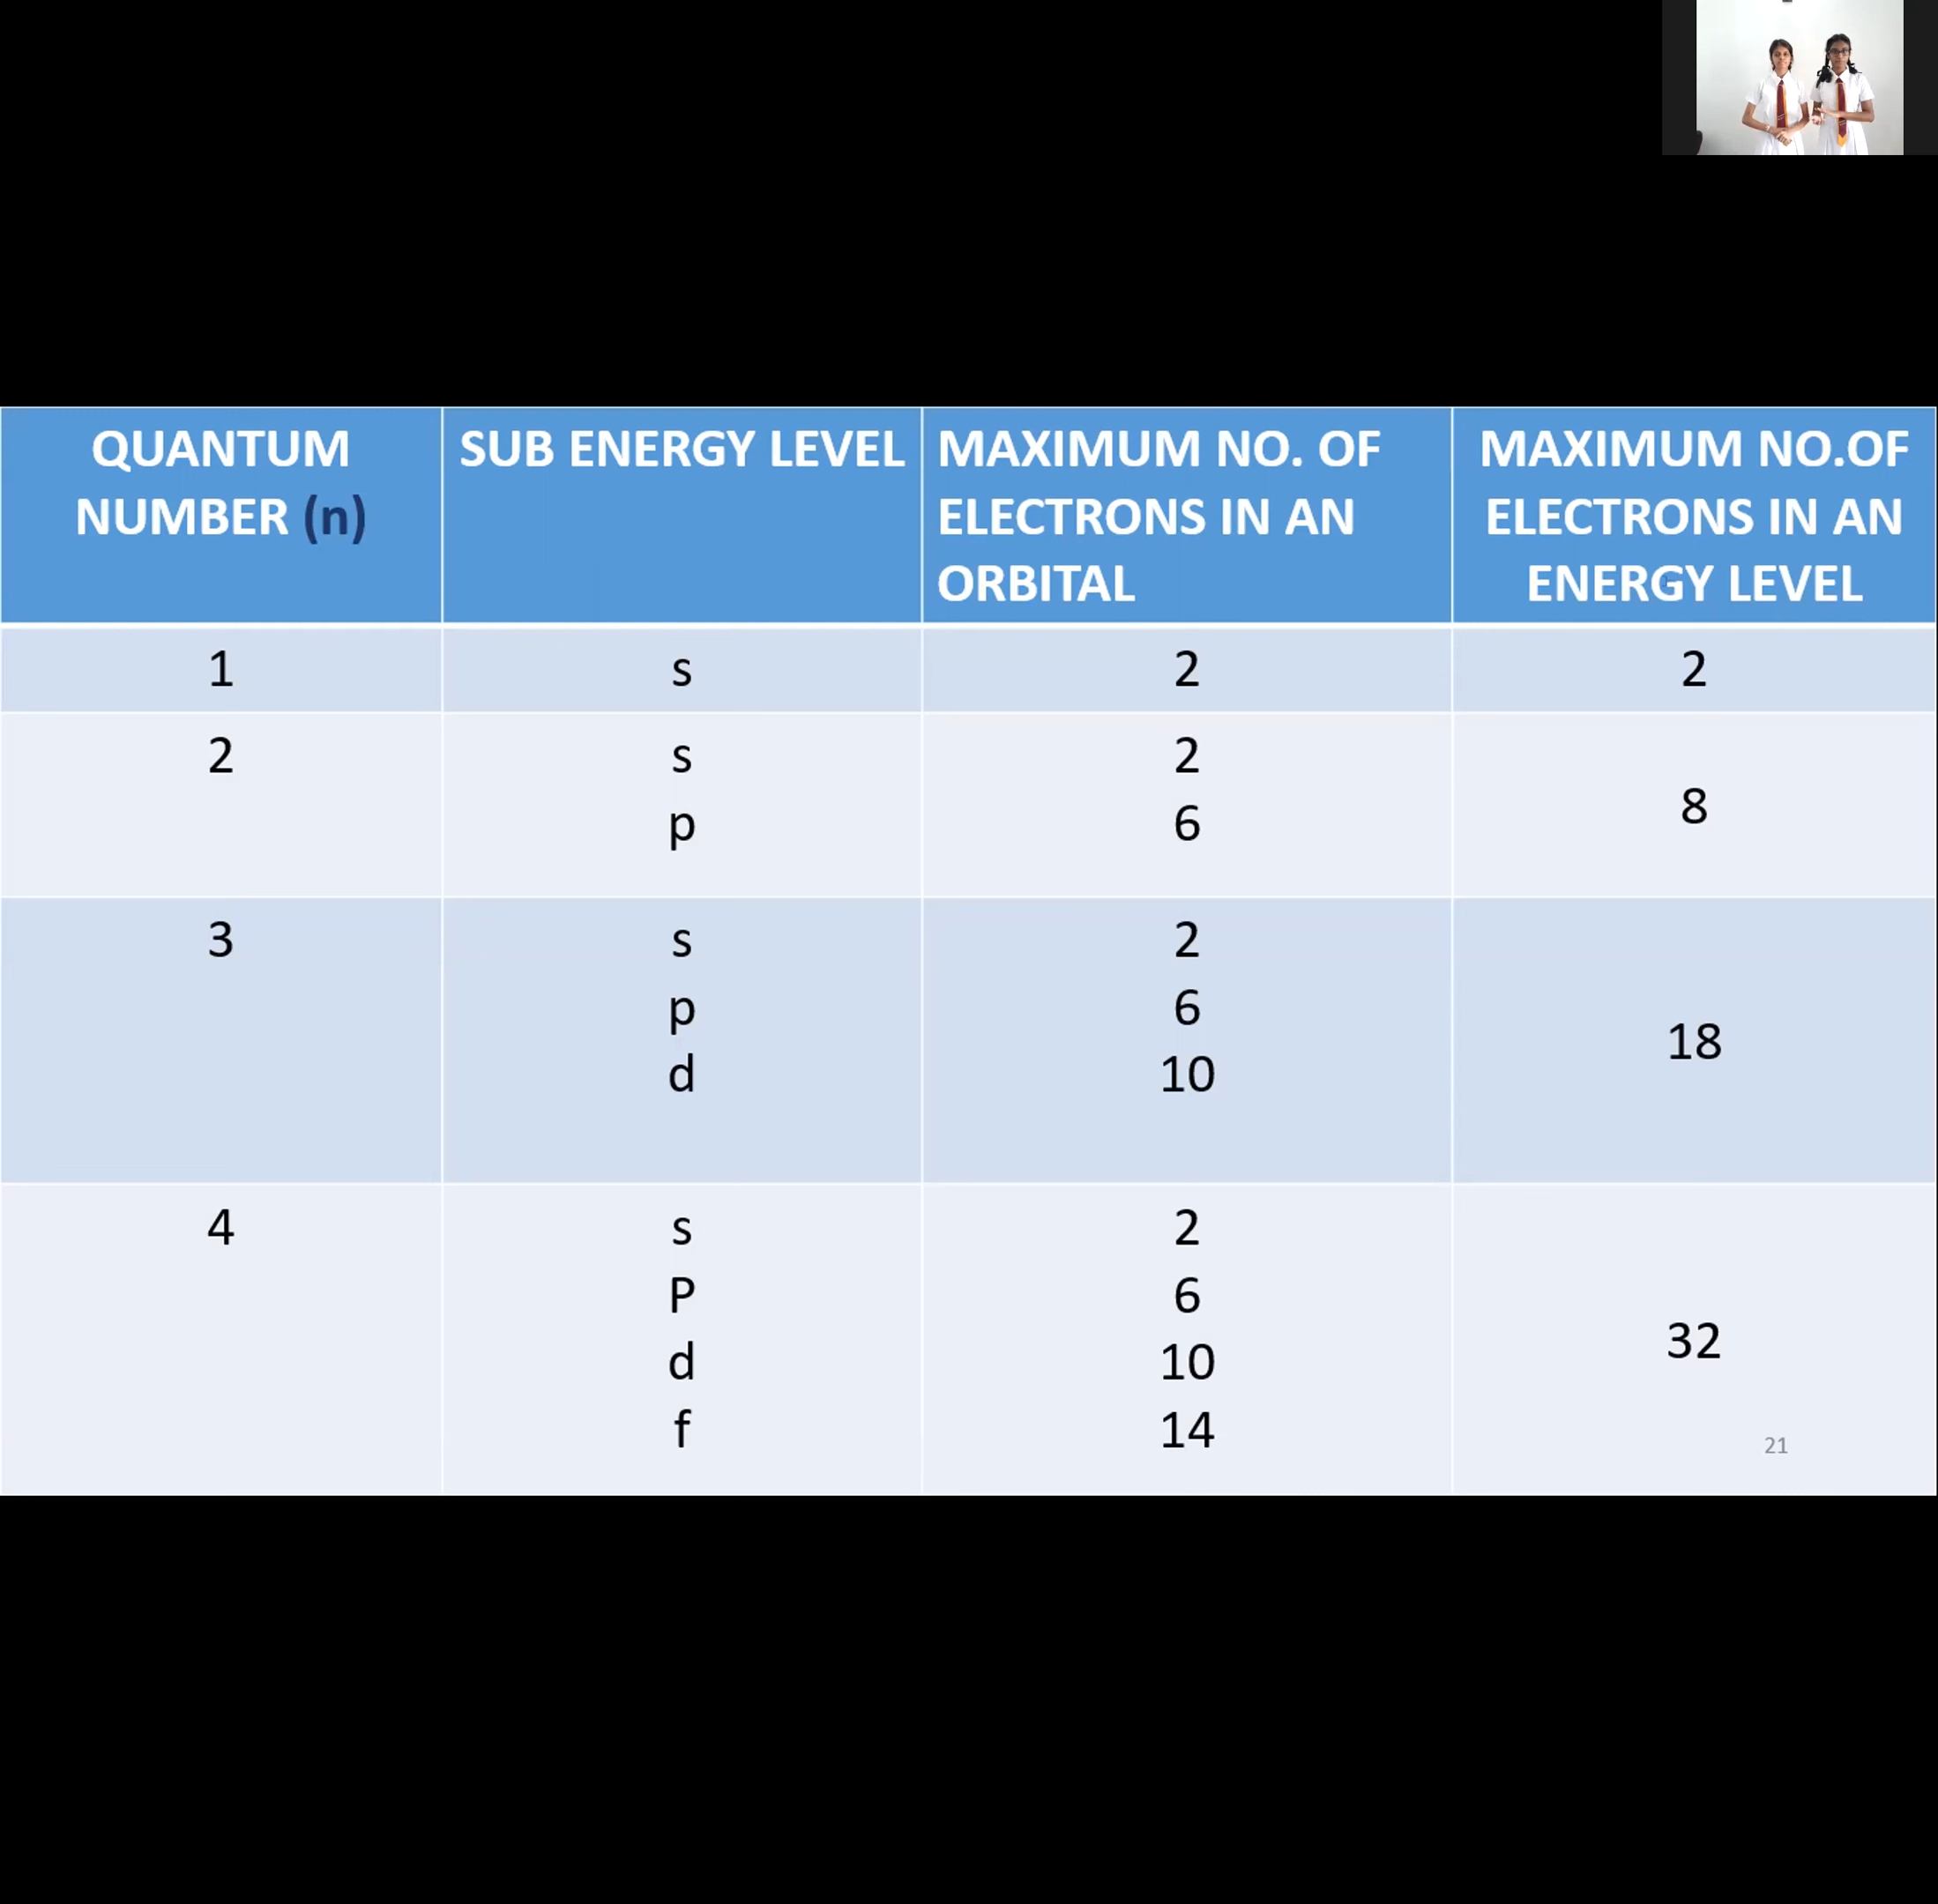 QUANTUM NUMBER (n)
SUB ENERGY LEVEL
MAXIMUM NO. OF ELECTRONS IN AN ORBITAL
MAXIMUM NO.OF ELECTRONS IN AN ENERGY LEVEL
1
s
2
2
2
s
p
2
6
8
3
s
p
d
2
6
10
18
4
s
P
d
f
2
6
10
14
32
21